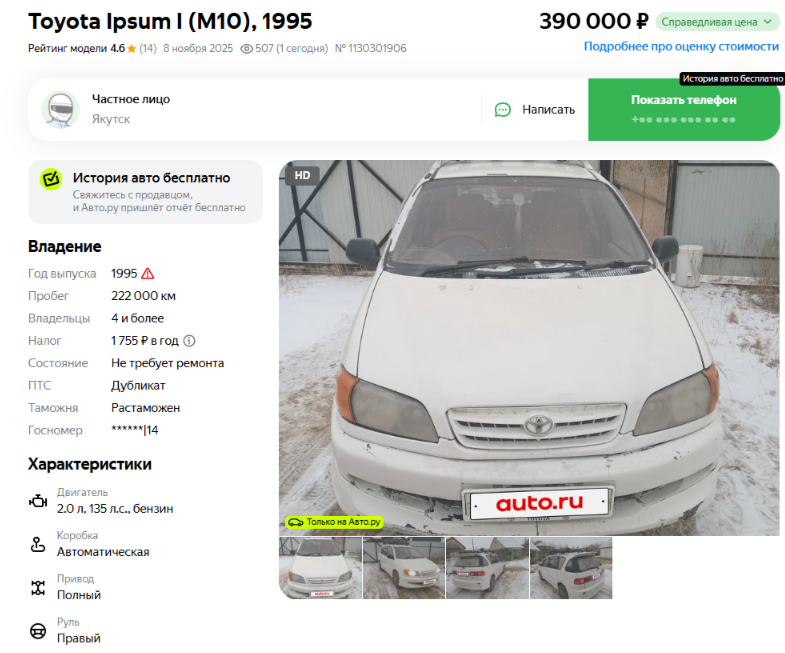 Toyota Ipsum I (M10), 1995
390 000 ₽ Справедливая цена
Рейтинг модели 4.6 (14) 8 ноября 2025 507 (1 сегодня) № 1130301906
Подробнее про оценку стоимости
История авто бесплатно
Частное лицо
Якутск
Написать
Показать телефон
+•• ••• ••• •• ••
История авто бесплатно
Свяжитесь с продавцом,
и Авто.ру пришлёт отчёт бесплатно
HD
Владение
Год выпуска 1995
Пробег 222 000 км
Владельцы 4 и более
Налог 1 755 ₽ в год
Состояние Не требует ремонта
ПТС Дубликат
Таможня Растаможен
Госномер ******|14
Характеристики
Двигатель
2.0 л, 135 л.с., бензин
Коробка
Автоматическая
Привод
Полный
Руль
Правый
auto.ru
TOYOTA
Только на Авто.ру